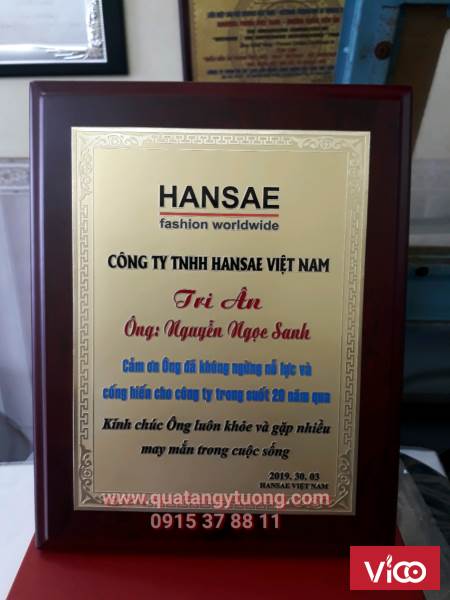 HANSAE
fashion worldwide
CÔNG TY TNHH HANSAE VIỆT NAM
Tri Ân
Ông: Nguyễn Ngọc Sanh
Cảm ơn Ông đã không ngừng nỗ lực và
cống hiến cho công ty trong suốt 20 năm qua
Kính chúc Ông luôn khỏe và gặp nhiều
may mắn trong cuộc sống
2019. 30. 03
HANSAE VIỆT NAM
www.quatangytuong.com
0915 37 88 11
ViCO